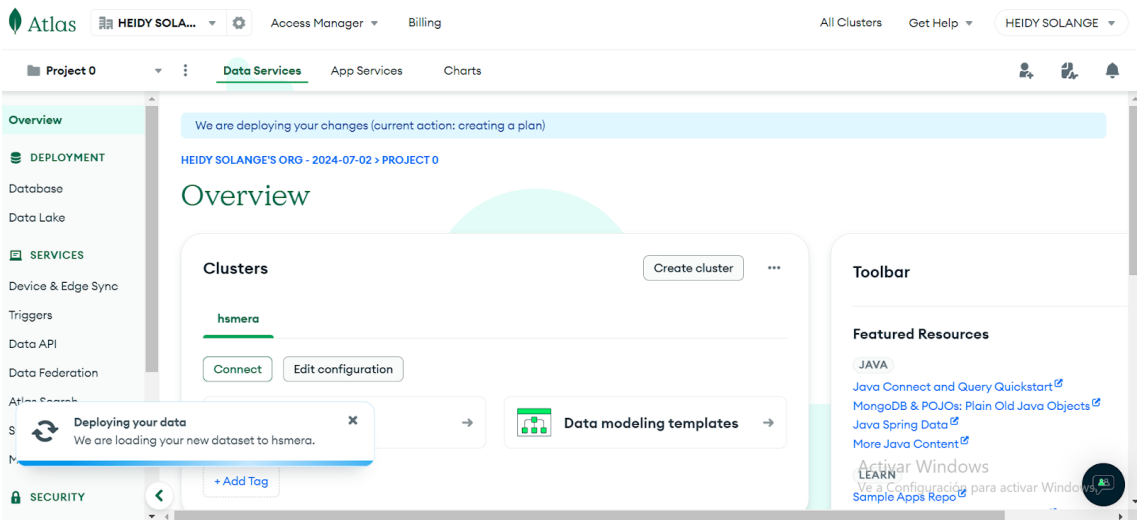 Atlas HEIDY SOLA... Access Manager Billing All Clusters Get Help HEIDY SOLANGE
Project 0 Data Services App Services Charts
Overview
DEPLOYMENT
Database
Data Lake
SERVICES
Device & Edge Sync
Triggers
Data API
Data Federation
Atlas Search
S
M
SECURITY
We are deploying your changes (current action: creating a plan)
HEIDY SOLANGE'S ORG - 2024-07-02 > PROJECT 0
Overview
Clusters Create cluster
hsmera
Connect Edit configuration
Data modeling templates
+ Add Tag
Deploying your data
We are loading your new dataset to hsmera.
Toolbar
Featured Resources
JAVA
Java Connect and Query Quickstart
MongoDB & POJOs: Plain Old Java Objects
Java Spring Data
More Java Content
LEARN
Sample Apps Repo
Activar Windows
Ve a Configuración para activar Windows.